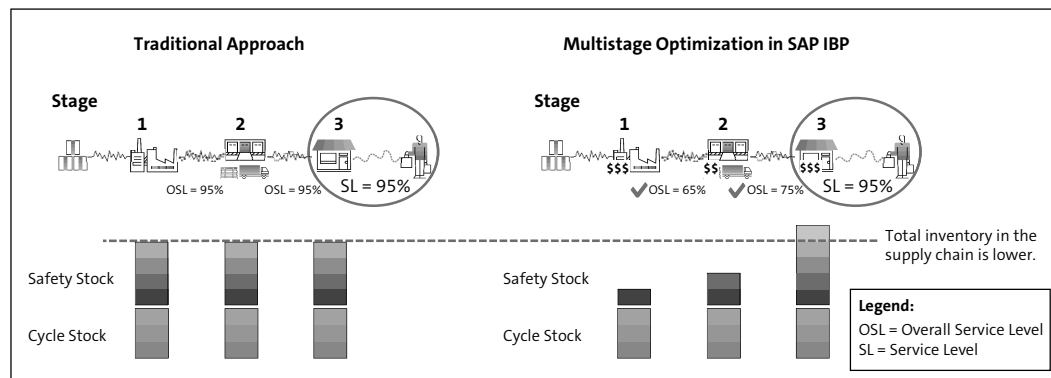 Traditional Approach
Stage
1
2
3
OSL = 95%
OSL = 95%
SL = 95%
Safety Stock
Cycle Stock
Multistage Optimization in SAP IBP
Stage
1
2
3
$$$
$$
$$$
OSL = 65%
OSL = 75%
SL = 95%
Total inventory in the
supply chain is lower.
Safety Stock
Cycle Stock
Legend:
OSL = Overall Service Level
SL = Service Level